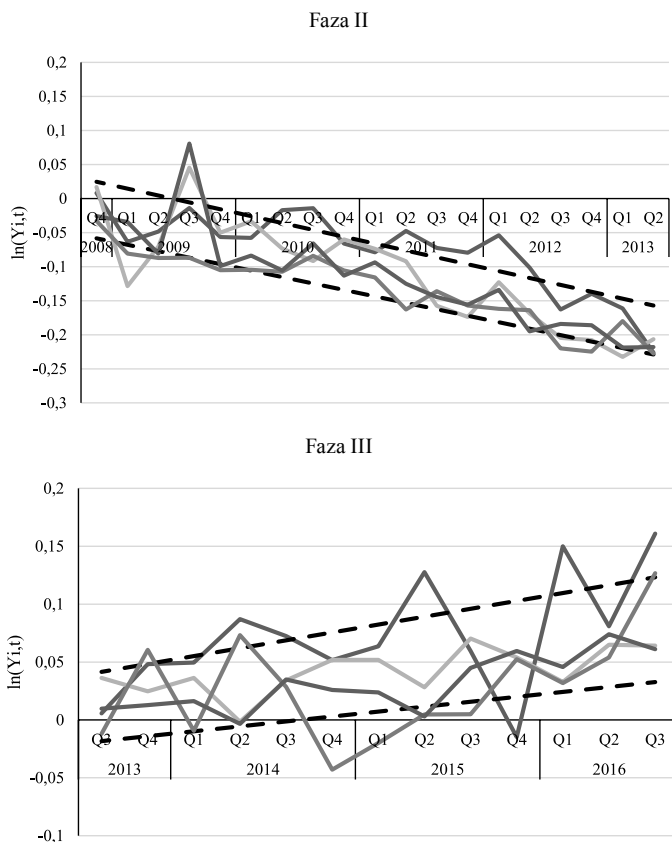 Faza II
0,2
0,15
0,1
0,05
0
-0,05
-0,1
-0,15
-0,2
-0,25
-0,3
ln(Yi,t)
Q4 Q1 Q2 Q3 Q4 Q1 Q2 Q3 Q4 Q1 Q2 Q3 Q4 Q1 Q2 Q3 Q4 Q1 Q2
2008 2009 2010 2011 2012 2013
Faza III
0,2
0,15
0,1
0,05
0
-0,05
-0,1
ln(Yi,t)
Q3 Q4 Q1 Q2 Q3 Q4 Q1 Q2 Q3 Q4 Q1 Q2 Q3
2013 2014 2015 2016